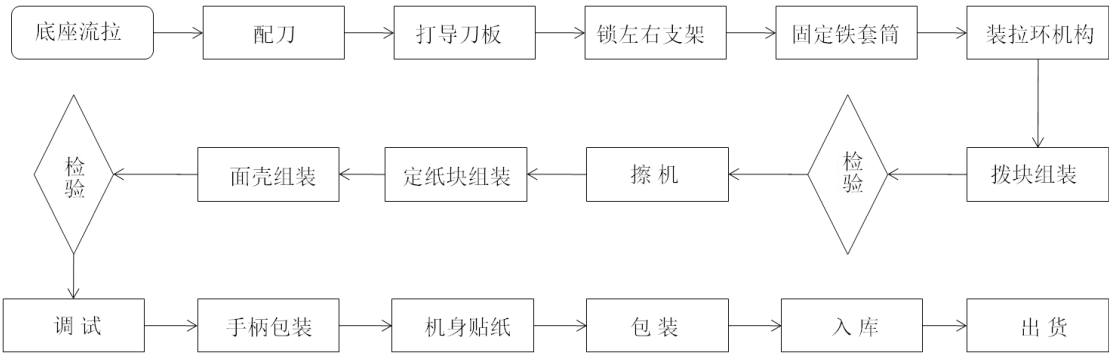 底座流拉
配刀
打导刀板
锁左右支架
固定铁套筒
装拉环机构
拨块组装
检
验
擦 机
定纸块组装
面壳组装
检
验
调 试
手柄包装
机身贴纸
包 装
入 库
出 货